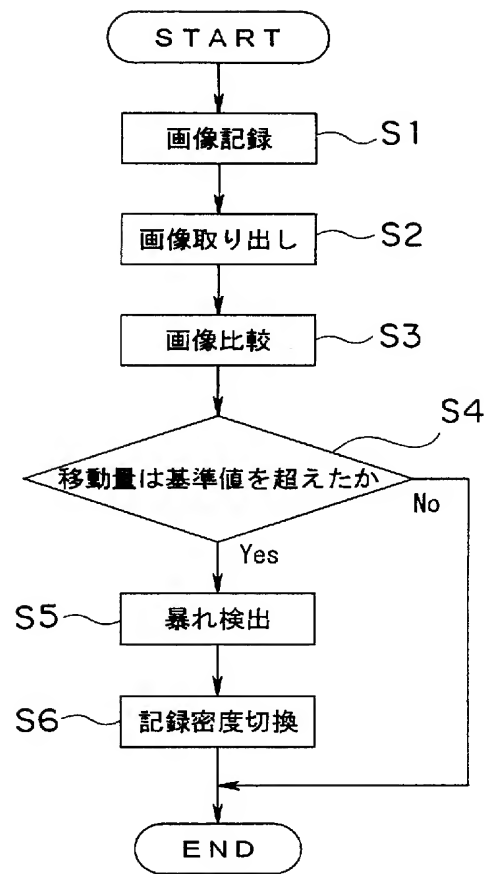 START
画像記録
S1
画像取り出し
S2
画像比較
S3
S4
移動量は基準値を超えたか
No
Yes
S5
暴れ検出
S6
記録密度切換
END